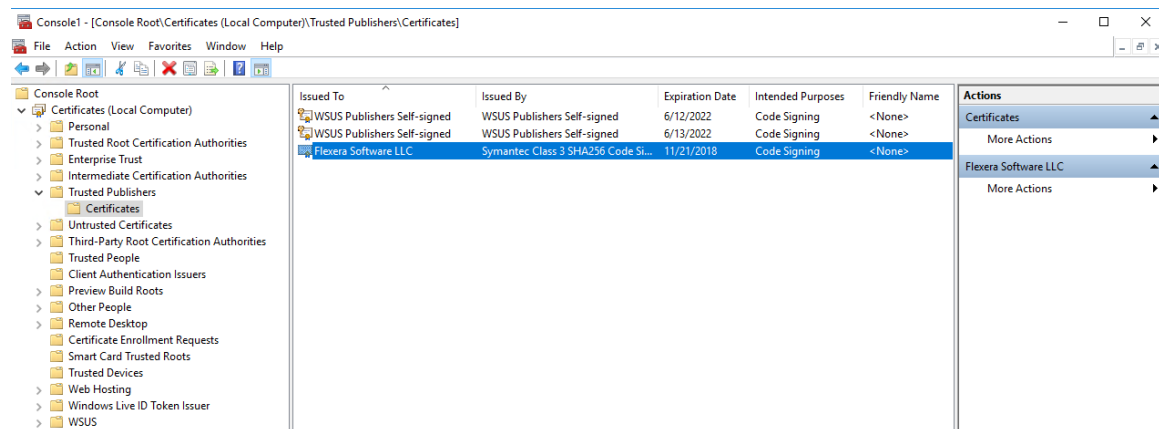 Console1 - [Console Root\Certificates (Local Computer)\Trusted Publishers\Certificates]
File Action View Favorites Window Help
Console Root
Certificates (Local Computer)
Personal
Trusted Root Certification Authorities
Enterprise Trust
Intermediate Certification Authorities
Trusted Publishers
Certificates
Untrusted Certificates
Third-Party Root Certification Authorities
Trusted People
Client Authentication Issuers
Preview Build Roots
Other People
Remote Desktop
Certificate Enrollment Requests
Smart Card Trusted Roots
Trusted Devices
Web Hosting
Windows Live ID Token Issuer
WSUS
Issued To Issued By Expiration Date Intended Purposes Friendly Name
WSUS Publishers Self-signed WSUS Publishers Self-signed 6/12/2022 Code Signing <None>
WSUS Publishers Self-signed WSUS Publishers Self-signed 6/13/2022 Code Signing <None>
Flexera Software LLC Symantec Class 3 SHA256 Code Si... 11/21/2018 Code Signing <None>
Actions
Certificates
More Actions
Flexera Software LLC
More Actions